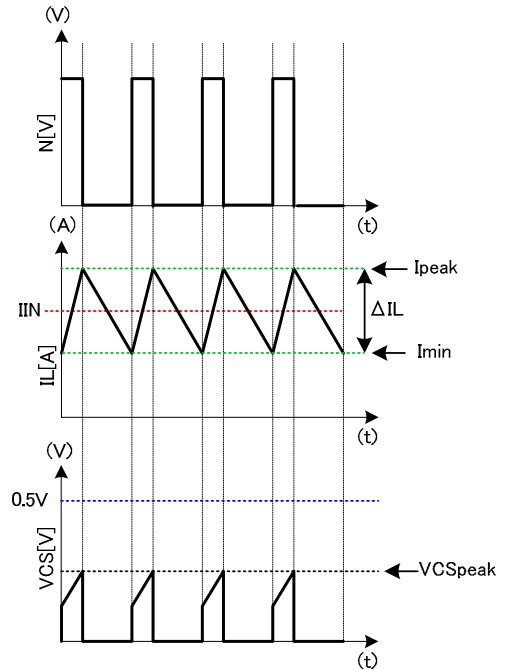 (V)
N[V]
(t)
(A)
Ipeak
IIN
ΔIL
Imin
IL[A]
(t)
(V)
0.5V
VCS[V]
VCSpeak
(t)